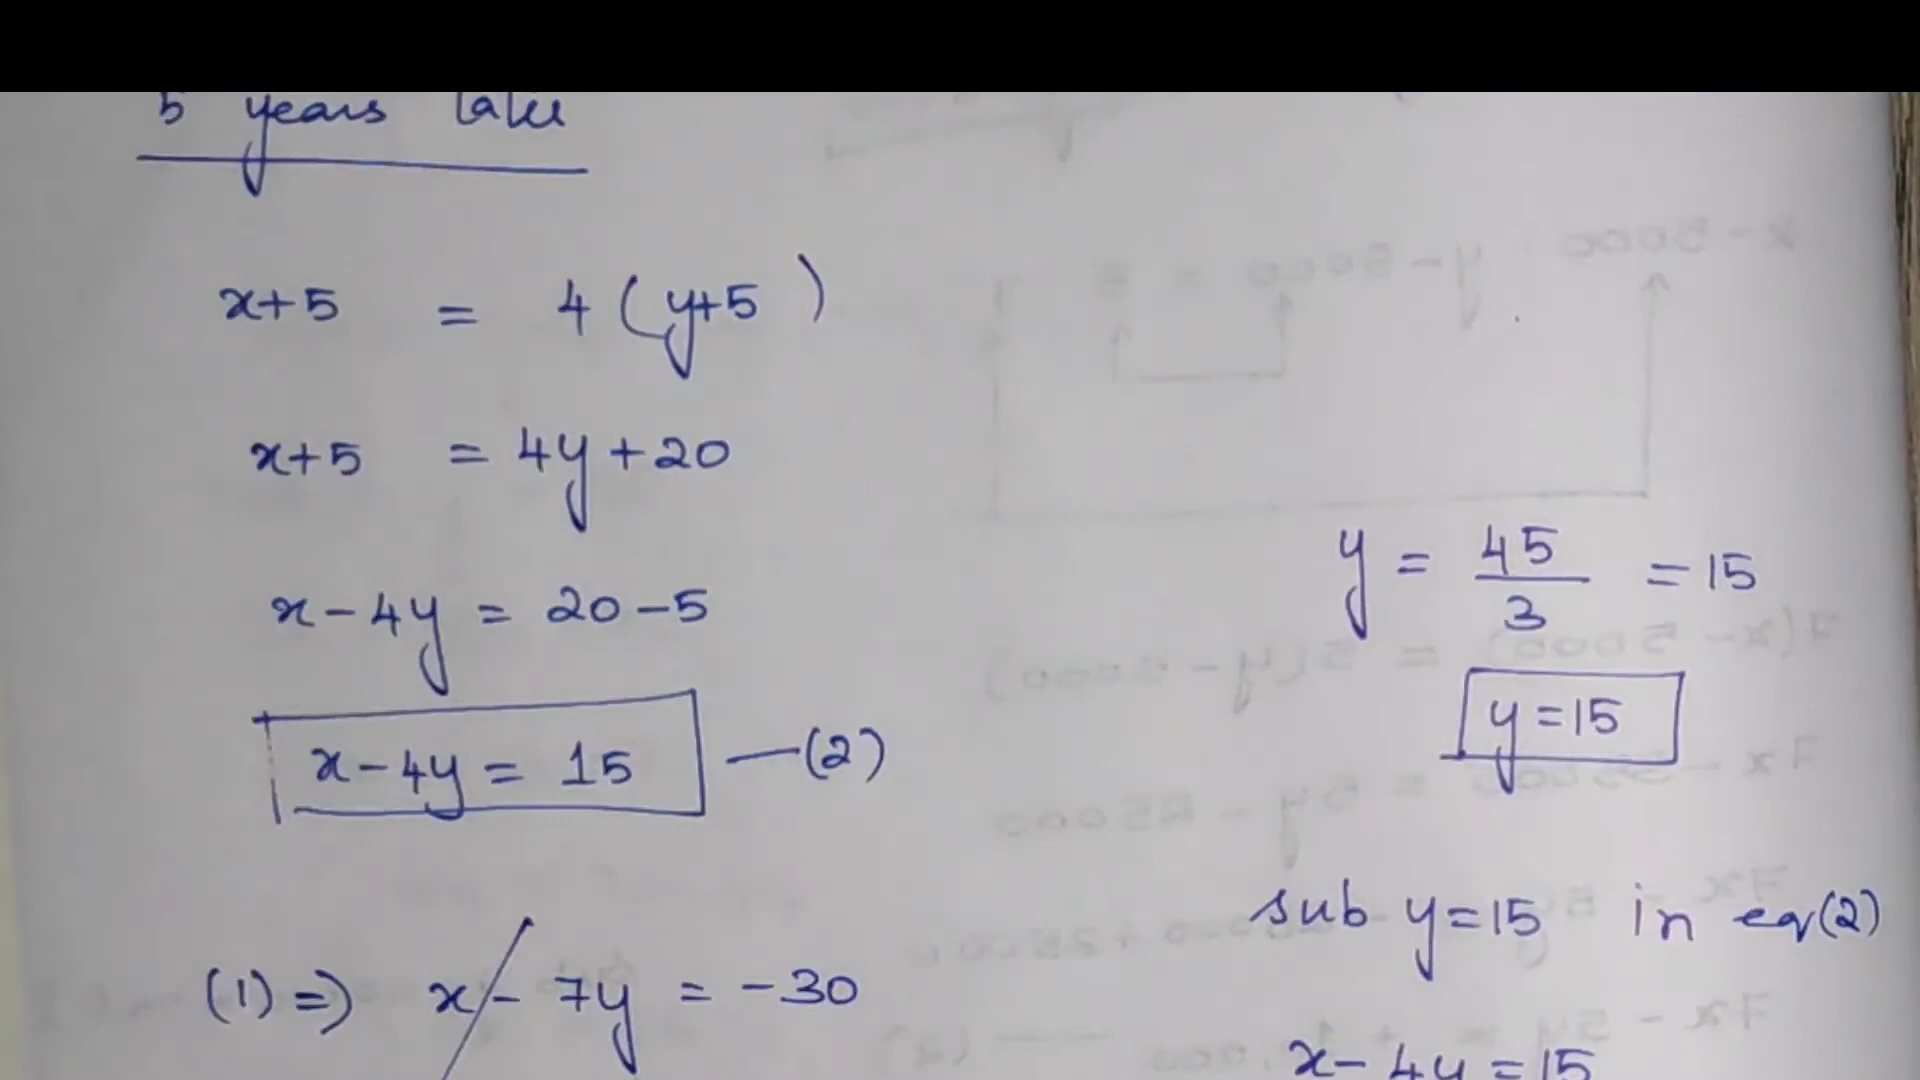 5 years later
x+5 = 4(y+5)
x+5 = 4y+20
x-4y = 20-5
x-4y = 15 —(2)
(1)=) x-7y = -30
y = 45/3 = 15
y=15
sub y=15 in eq(2)
x-4y=15